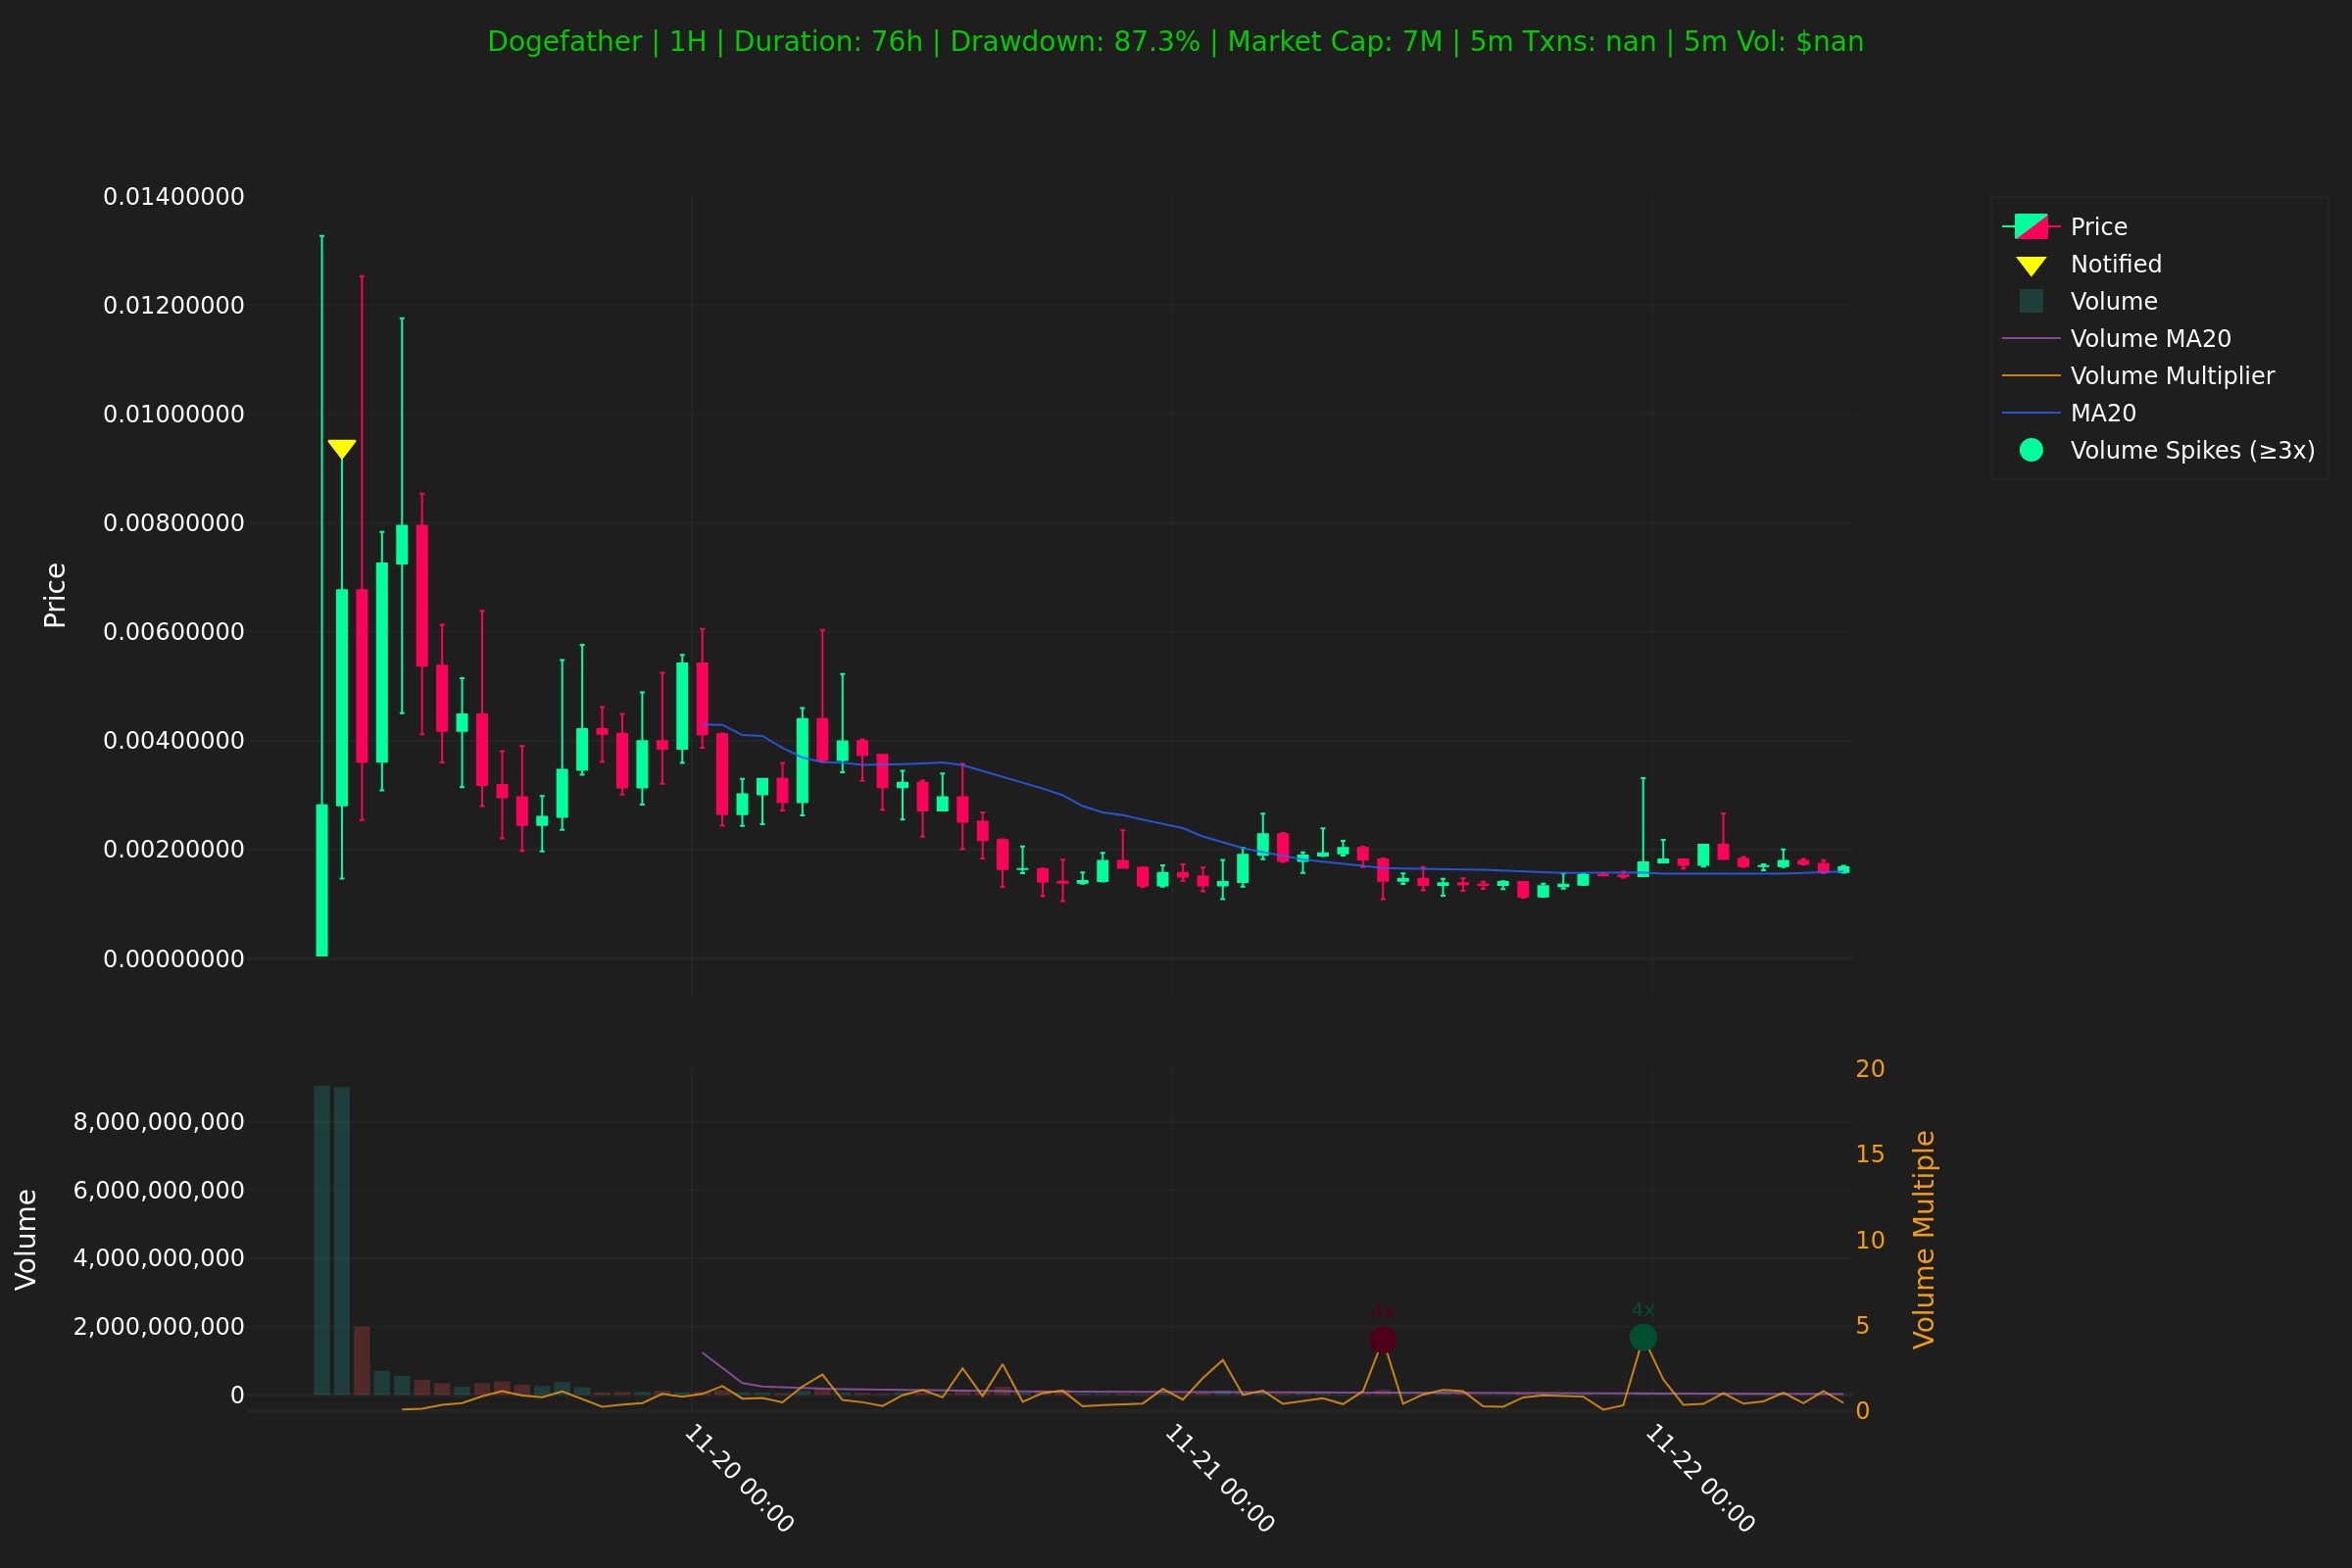 Dogefather | 1H | Duration: 76h | Drawdown: 87.3% | Market Cap: 7M | 5m Txns: nan | 5m Vol: $nan
0.01400000
0.01200000
0.01000000
0.00800000
0.00600000
0.00400000
0.00200000
0.00000000
Price
Price
Notified
Volume
Volume MA20
Volume Multiplier
MA20
Volume Spikes (≥3x)
8,000,000,000
6,000,000,000
4,000,000,000
2,000,000,000
0
Volume
4x
4x
20
15
10
5
0
Volume Multiple
11-20 00:00
11-21 00:00
11-22 00:00